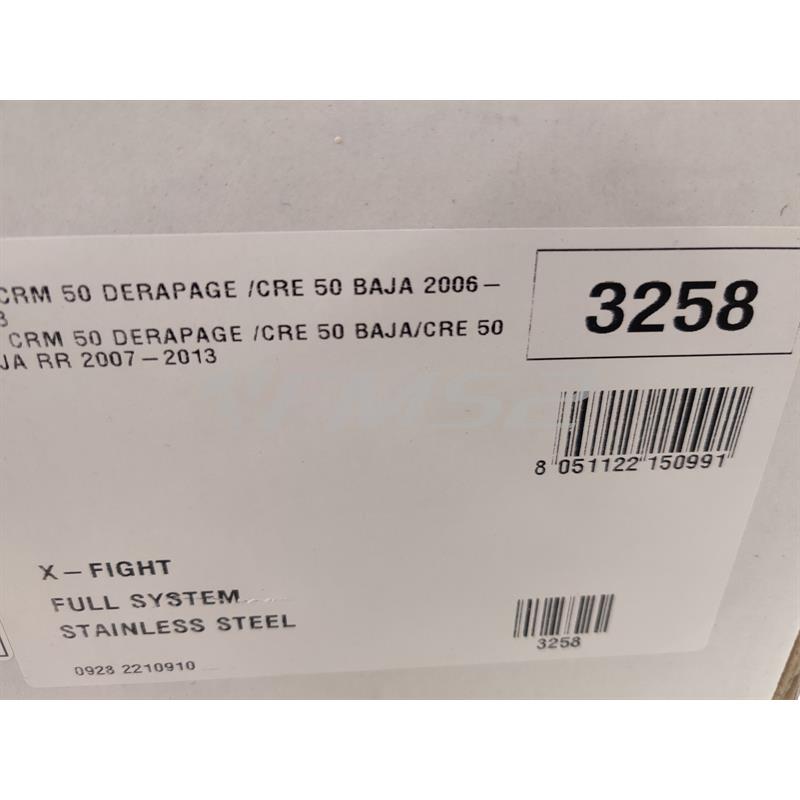 CRM 50 DERAPAGE /CRE 50 BAJA 2006-
3
CRM 50 DERAPAGE /CRE 50 BAJA/CRE 50
JA RR 2007-2013
3258
8 051122 150991
X-FIGHT
FULL SYSTEM
STAINLESS STEEL
3258
0928 2210910